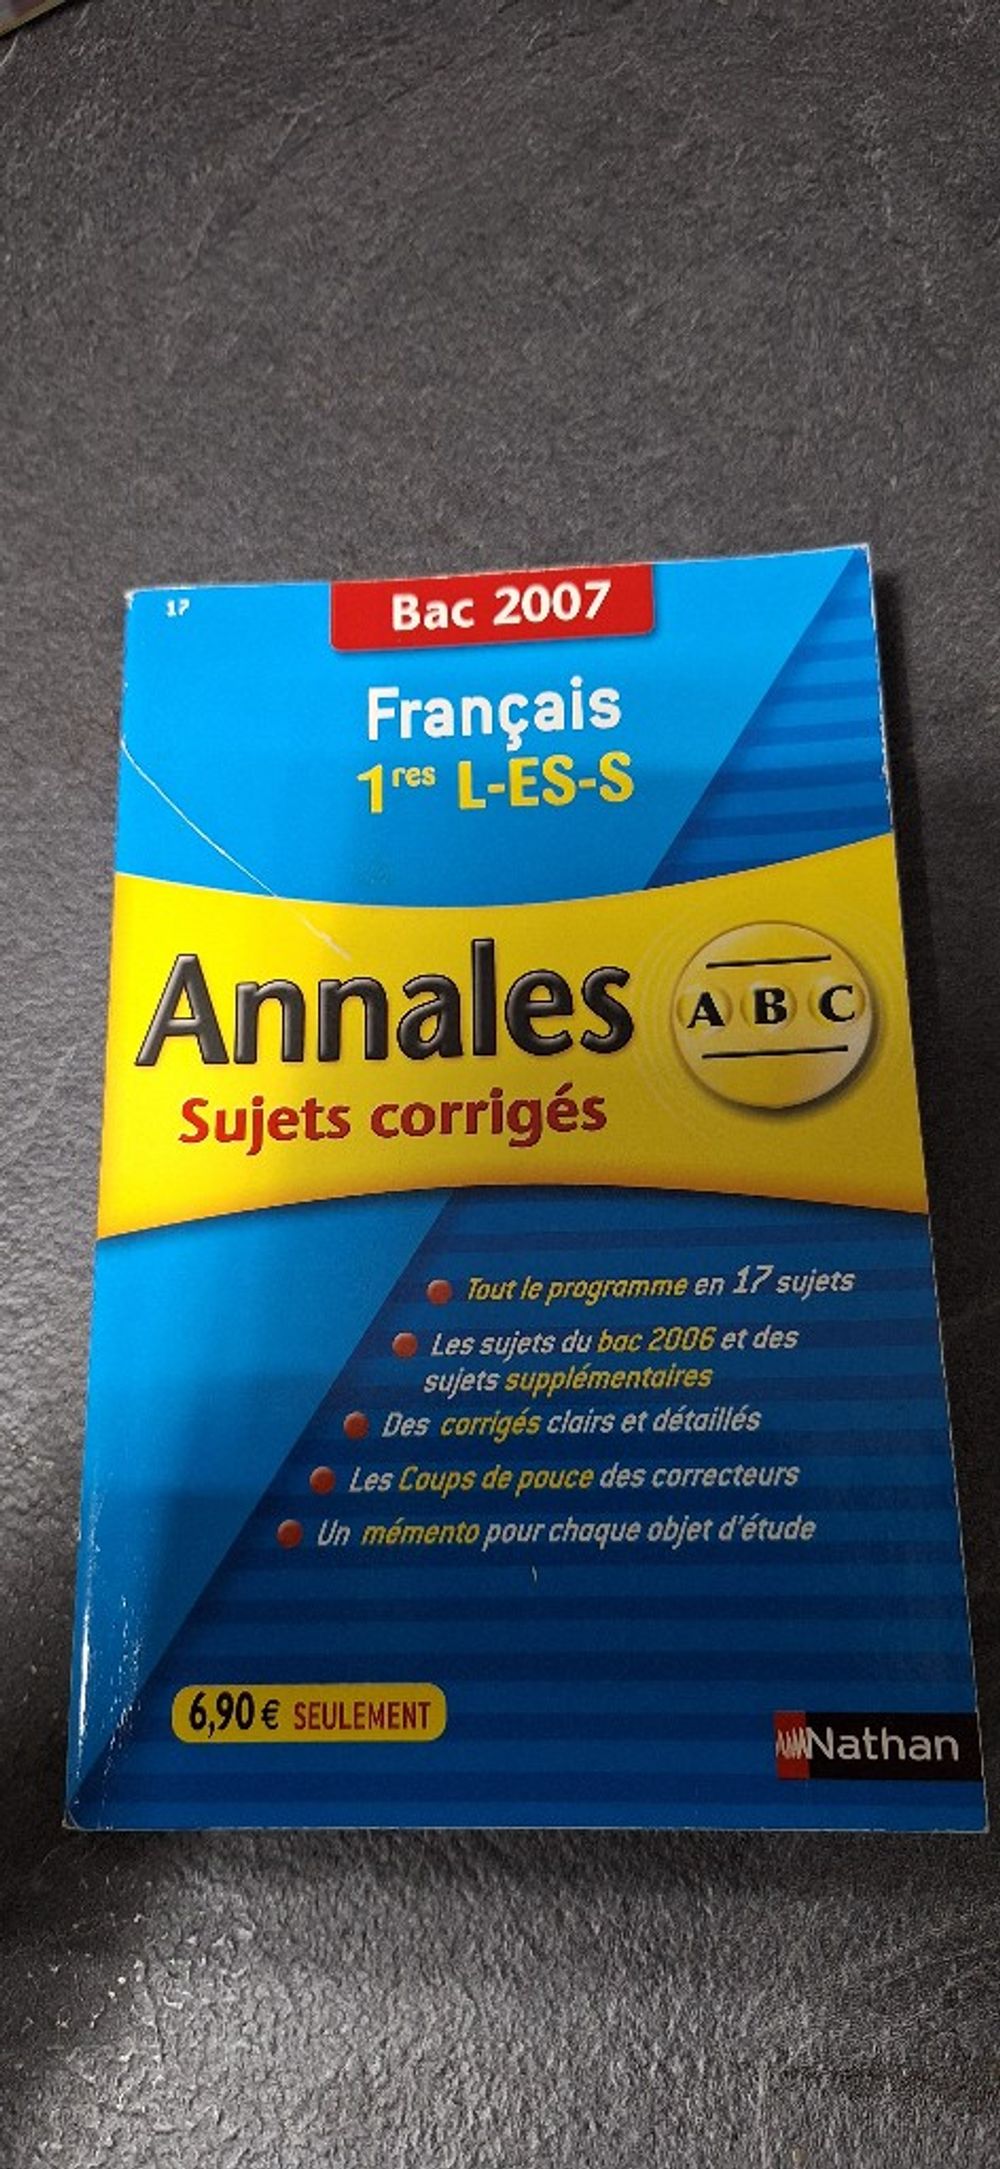 17
Bac 2007
Français
1res L-ES-S
Annales
A B C
Sujets corrigés
Tout le programme en 17 sujets
Les sujets du bac 2006 et des
sujets supplémentaires
Des corrigés clairs et détaillés
Les Coups de pouce des correcteurs
Un mémento pour chaque objet d'étude
6,90 € SEULEMENT
Nathan